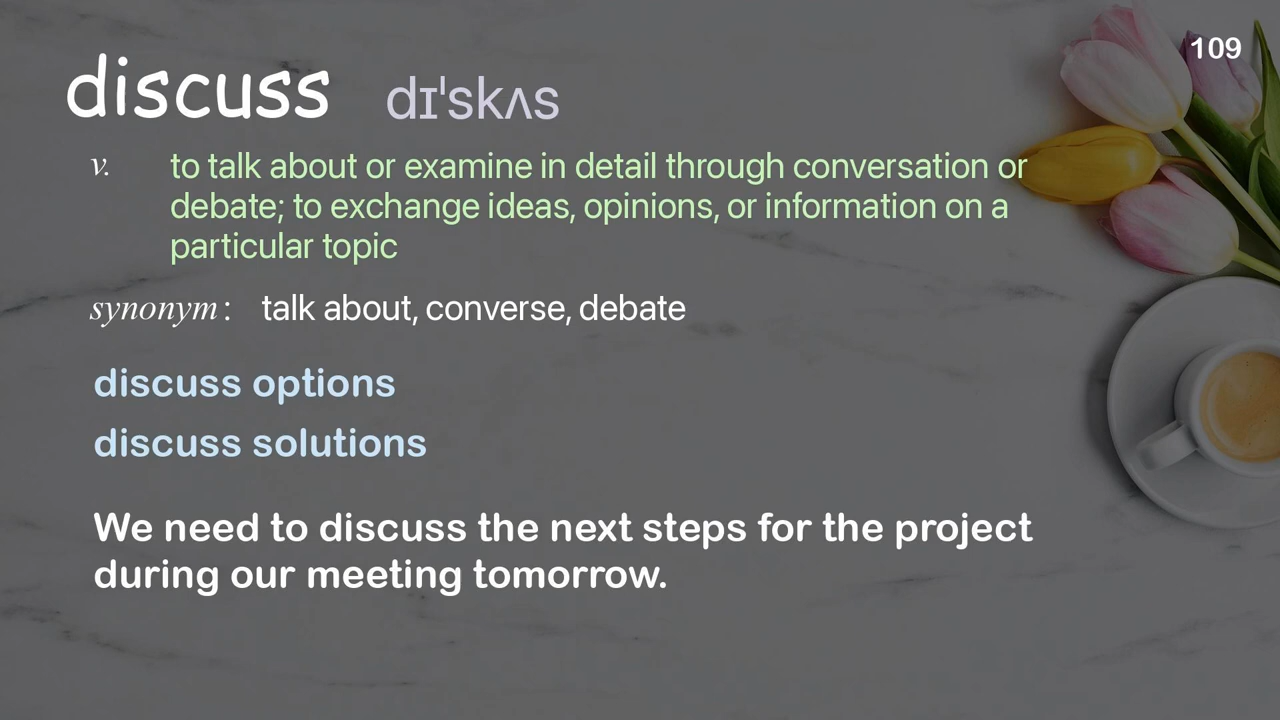 109
discuss dɪˈskʌs
v. to talk about or examine in detail through conversation or
debate; to exchange ideas, opinions, or information on a
particular topic
synonym: talk about, converse, debate
discuss options
discuss solutions
We need to discuss the next steps for the project
during our meeting tomorrow.